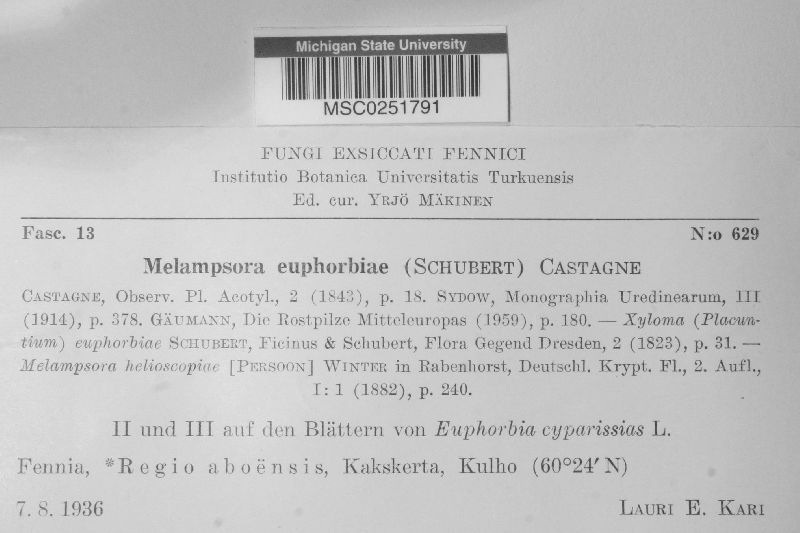 Michigan State University
MSC0251791
FUNGI EXSICCATI FENNICI
Institutio Botanica Universitatis Turkuensis
Ed. cur. YRJÖ MÄKINEN
Fasc. 13 N:o 629
Melampsora euphorbiae (SCHUBERT) CASTAGNE
CASTAGNE, Observ. Pl. Acotyl., 2 (1843), p. 18. SYDOW, Monographia Uredinearum, III
(1914), p. 378. GÄUMANN, Die Rostpilze Mitteleuropas (1959), p. 180. — Xyloma (Placun-
tium) euphorbiae SCHUBERT, Ficinus & Schubert, Flora Gegend Dresden, 2 (1823), p. 31. —
Melampsora helioscopiae [PERSOON] WINTER in Rabenhorst, Deutschl. Krypt. Fl., 2. Aufl.,
I: 1 (1882), p. 240.
II und III auf den Blättern von Euphorbia cyparissias L.
Fennia, *Regio aboënsis, Kakskerta, Kulho (60°24′ N)
7. 8. 1936 LAURI E. KARI